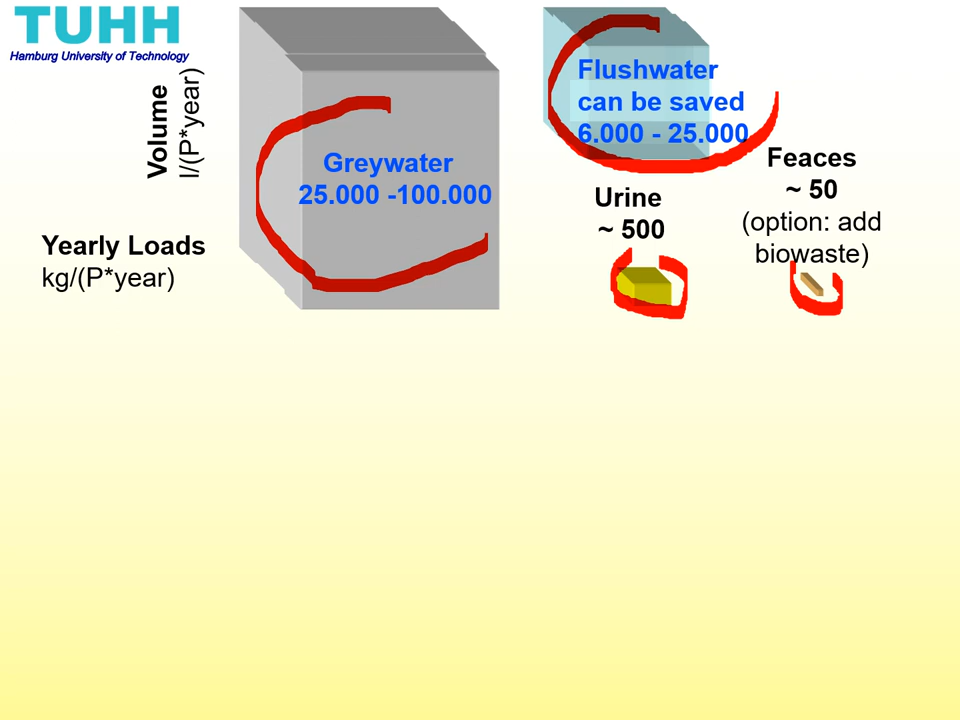 TUHH
Hamburg University of Technology
Volume
l/(P*year)
Yearly Loads
kg/(P*year)
Greywater
25.000 -100.000
Flushwater
can be saved
6.000 - 25.000
Urine
~ 500
Feaces
~ 50
(option: add
biowaste)